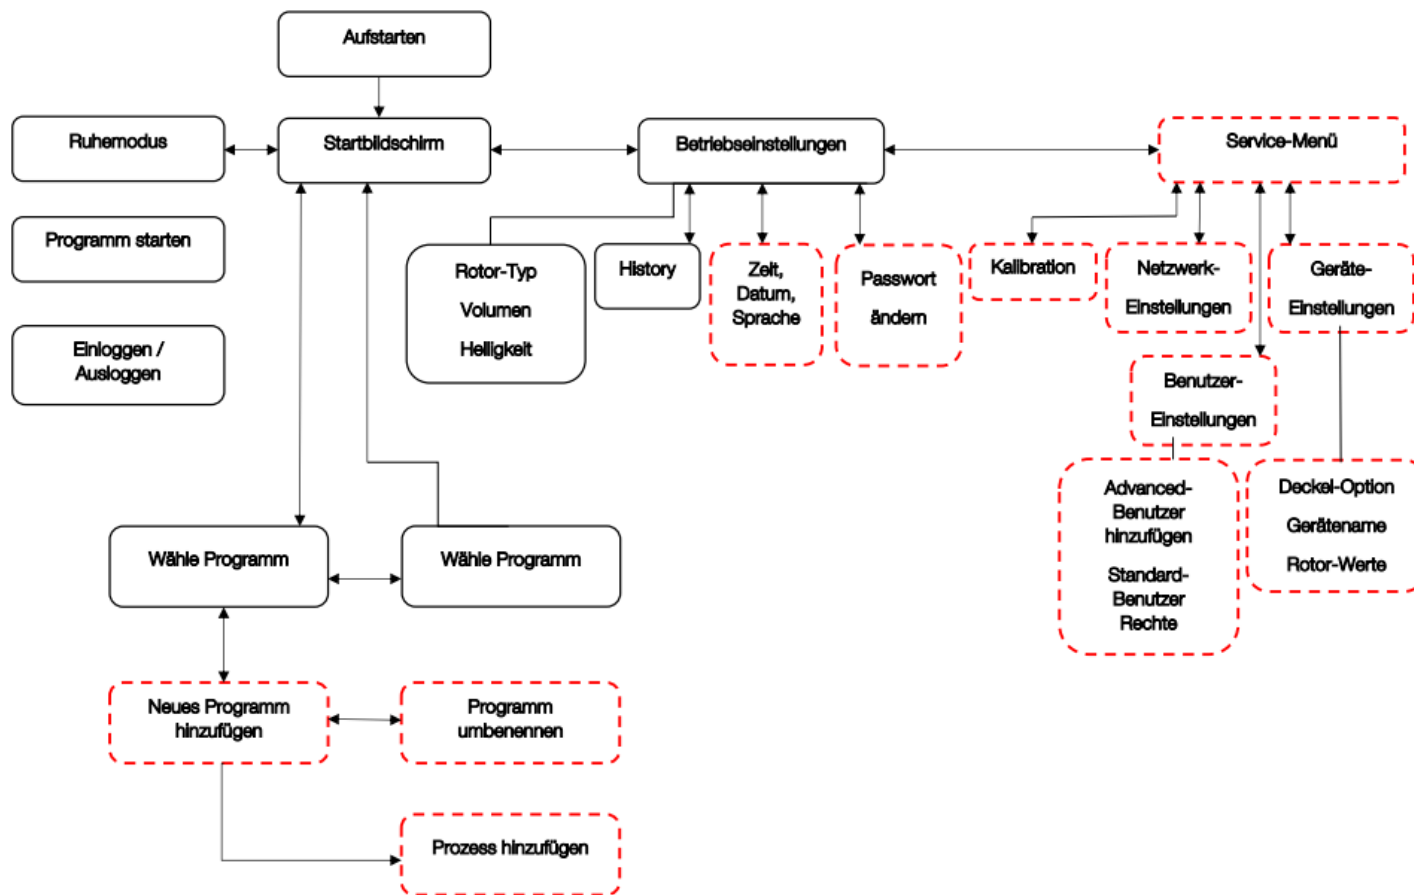 Aufstarten
Ruhemodus
Startbildschirm
Betriebseinstellungen
Service-Menü
Programm starten
Einloggen /
Ausloggen
Rotor-Typ
Volumen
Helligkeit
History
Zeit,
Datum,
Sprache
Passwort
ändern
Kalibration
Netzwerk-
Einstellungen
Geräte-
Einstellungen
Benutzer-
Einstellungen
Advanced-
Benutzer
hinzufügen
Standard-
Benutzer
Rechte
Deckel-Option
Gerätename
Rotor-Werte
Wähle Programm
Wähle Programm
Neues Programm
hinzufügen
Programm
umbenennen
Prozess hinzufügen